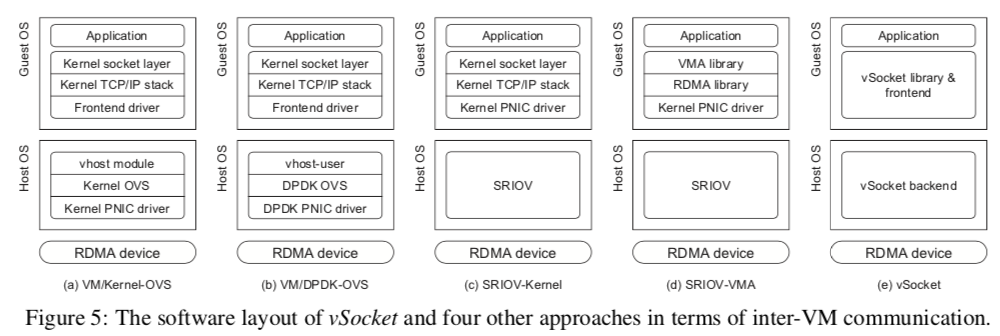 Guest OS
Application
Kernel socket layer
Kernel TCP/IP stack
Frontend driver
Host OS
vhost module
Kernel OVS
Kernel PNIC driver
RDMA device
(a) VM/Kernel-OVS
Guest OS
Application
Kernel socket layer
Kernel TCP/IP stack
Frontend driver
Host OS
vhost-user
DPDK OVS
DPDK PNIC driver
RDMA device
(b) VM/DPDK-OVS
Guest OS
Application
Kernel socket layer
Kernel TCP/IP stack
Kernel PNIC driver
Host OS
SRIOV
RDMA device
(c) SRIOV-Kernel
Guest OS
Application
VMA library
RDMA library
Kernel PNIC driver
Host OS
SRIOV
RDMA device
(d) SRIOV-VMA
Guest OS
Application
vSocket library &
frontend
Host OS
vSocket backend
RDMA device
(e) vSocket
Figure 5: The software layout of vSocket and four other approaches in terms of inter-VM communication.